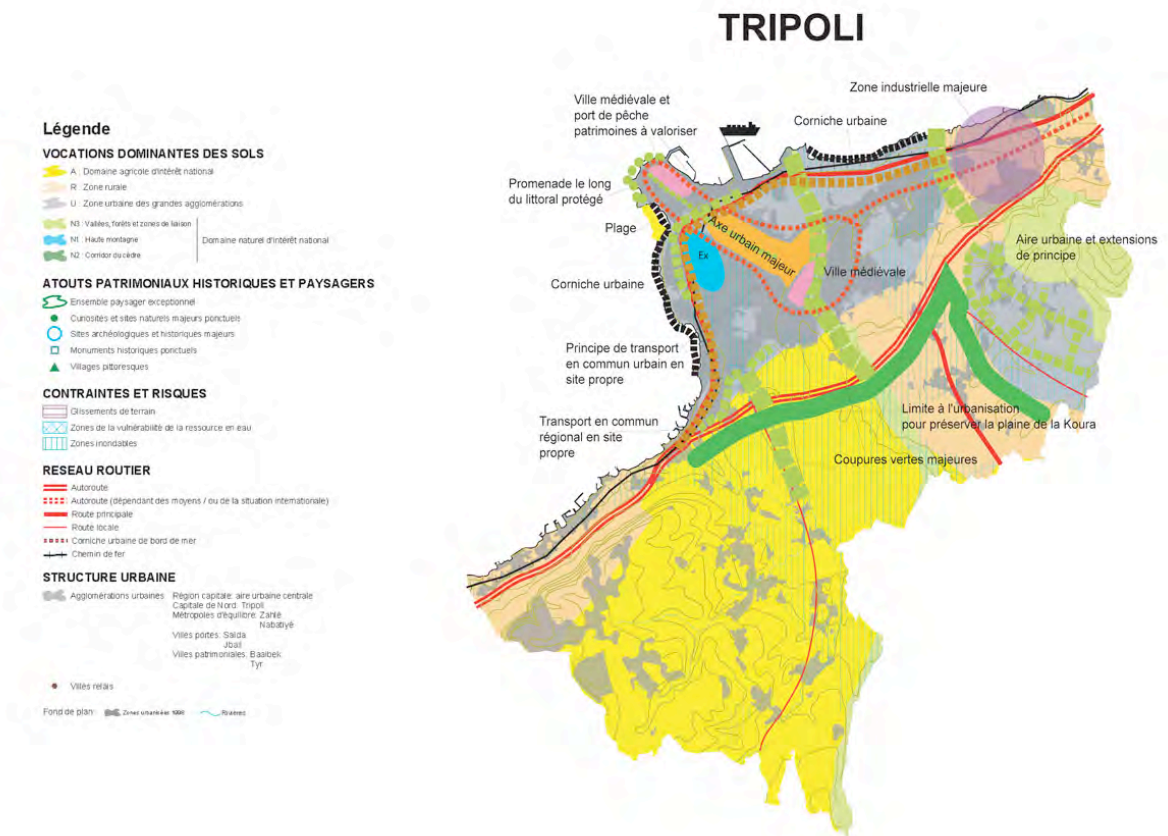 TRIPOLI
Légende
VOCATIONS DOMINANTES DES SOLS
A : Domaine agricole d'intérêt national
R : Zone rurale
U : Zone urbaine des grandes agglomérations
N3 : Vallées, forêts et zones de liaison
N1 : Haute montagne
N2 : Corridor du cèdre
Domaine naturel d'intérêt national
ATOUTS PATRIMONIAUX HISTORIQUES ET PAYSAGERS
Ensemble paysager exceptionnel
Curiosités et sites naturels majeurs ponctuels
Sites archéologiques et historiques majeurs
Monuments historiques ponctuels
Villages pittoresques
CONTRAINTES ET RISQUES
Glissements de terrain
Zones de la vulnérabilité de la ressource en eau
Zones inondables
RESEAU ROUTIER
Autoroute
Autoroute (dépendant des moyens / ou de la situation internationale)
Route principale
Route locale
Corniche urbaine de bord de mer
Chemin de fer
STRUCTURE URBAINE
Agglomérations urbaines
Région capitale: aire urbaine centrale
Capitale de Nord: Tripoli
Métropoles d'équilibre: Zahlé
Nabatiyé
Villes portes: Saida
Jbail
Villes patrimoniales: Baalbek
Tyr
Villes relais
Fond de plan:
Zones urbanisées 1998
Rivières
Zone industrielle majeure
Ville médiévale et
port de pêche
patrimoines à valoriser
Corniche urbaine
Promenade le long
du littoral protégé
Plage
Axe urbain majeur
Ex
Ville médiévale
Aire urbaine et extensions
de principe
Corniche urbaine
Principe de transport
en commun urbain en
site propre
Transport en commun
régional en site
propre
Limite à l'urbanisation
pour préserver la plaine de la Koura
Coupures vertes majeures